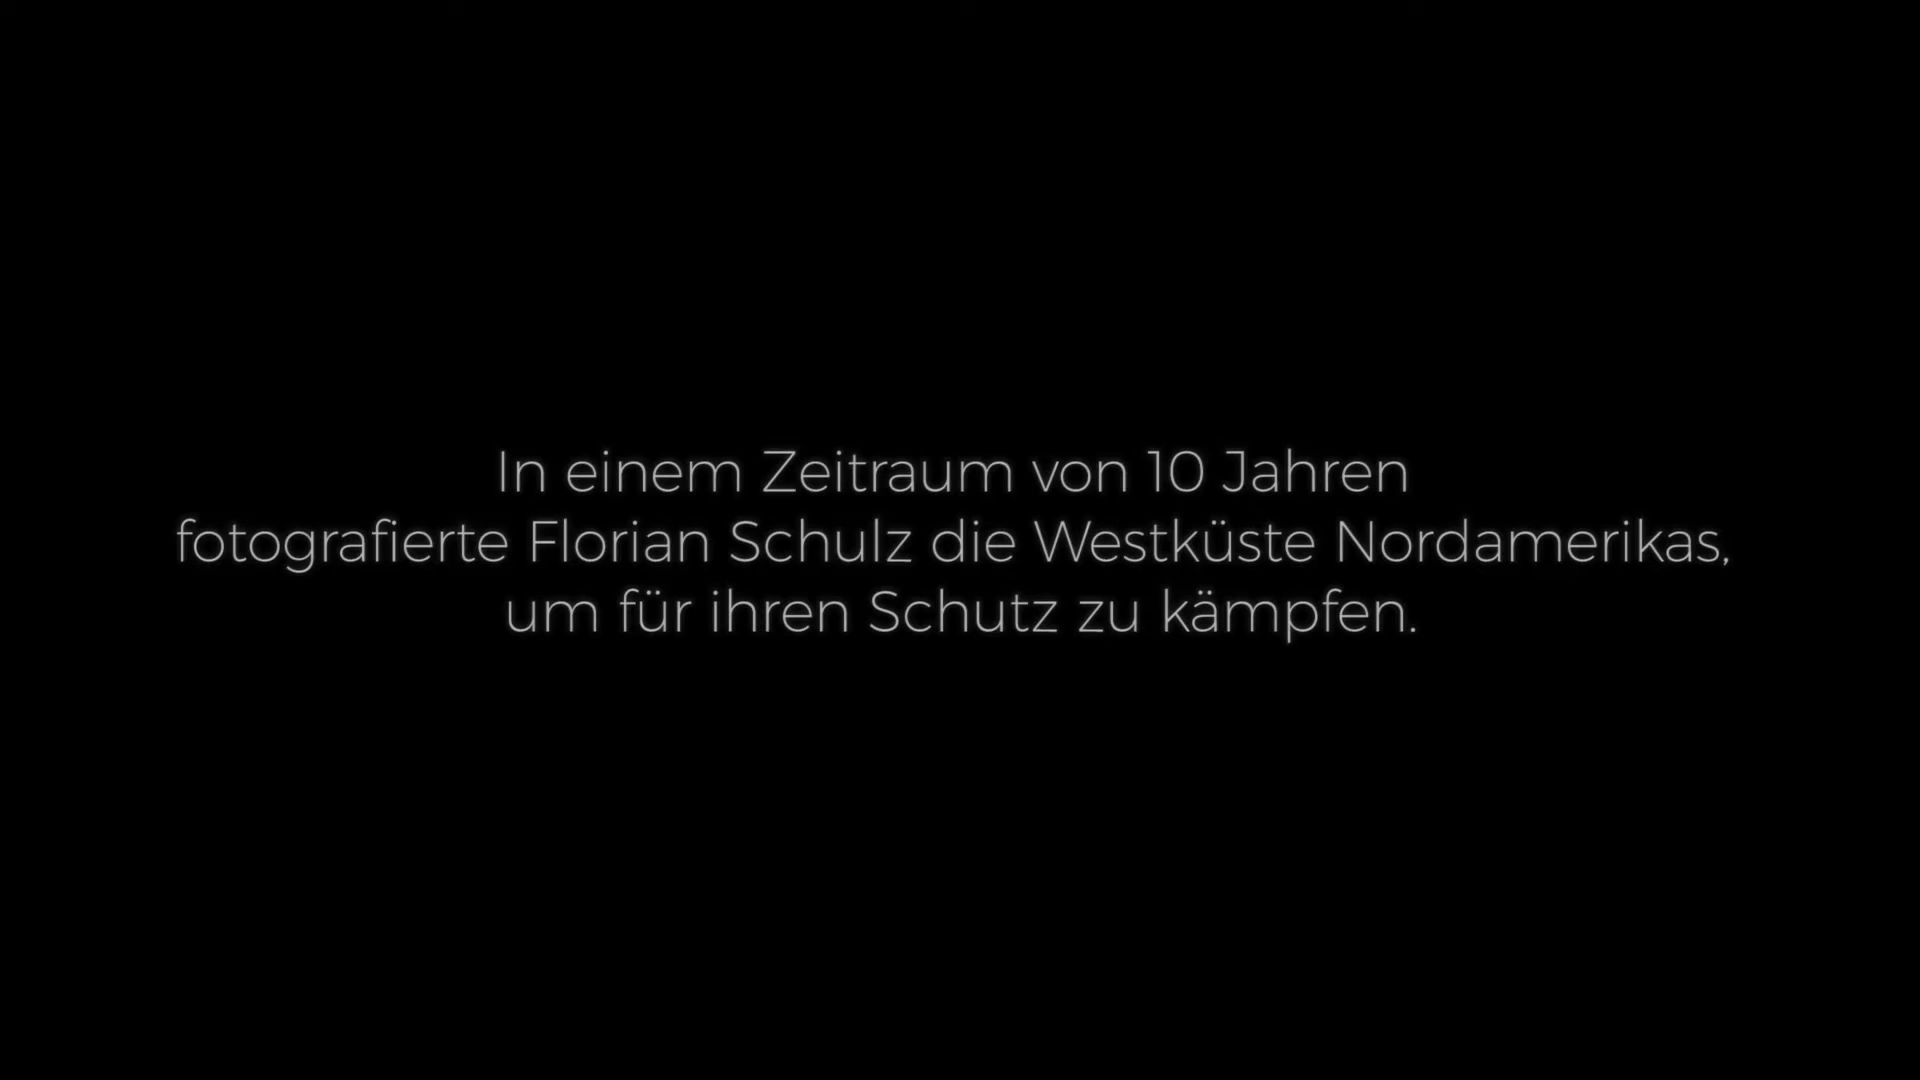 In einem Zeitraum von 10 Jahren
fotografierte Florian Schulz die Westküste Nordamerikas,
um für ihren Schutz zu kämpfen.